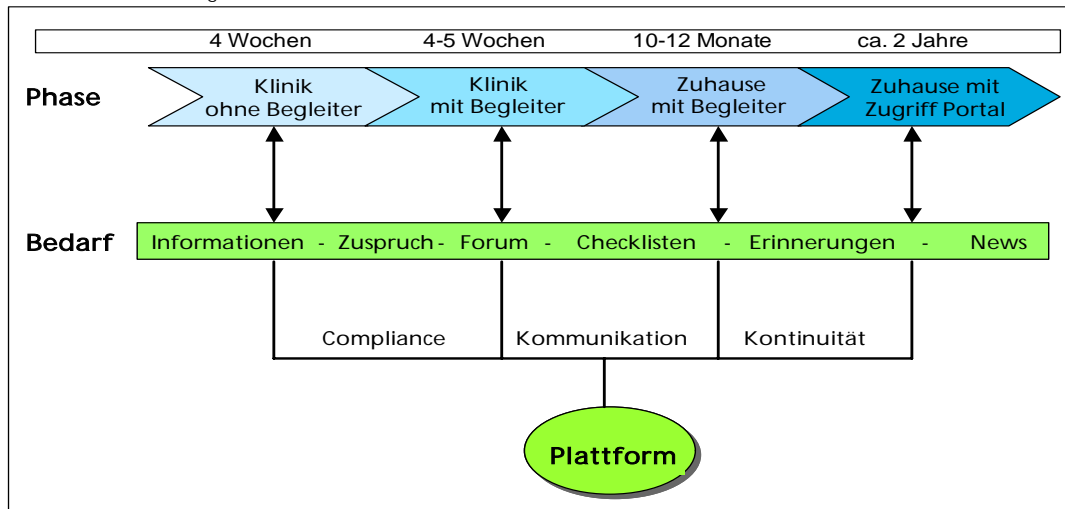 4 Wochen 4-5 Wochen 10-12 Monate ca. 2 Jahre
Phase
Klinik
ohne Begleiter
Klinik
mit Begleiter
Zuhause
mit Begleiter
Zuhause mit
Zugriff Portal
Bedarf
Informationen - Zuspruch - Forum - Checklisten - Erinnerungen - News
Compliance Kommunikation Kontinuität
Plattform